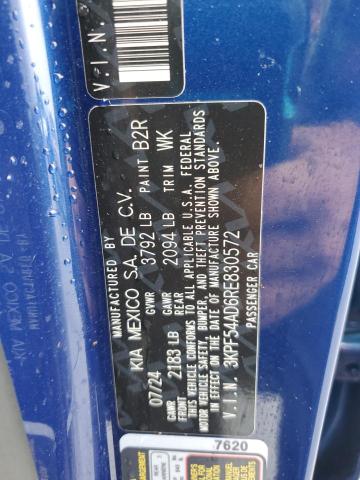 V.I.N
MANUFACTURED BY
KIA MEXICO S.A. DE C.V.
07/24 GVWR 3792 LB PAINT B2R
GAWR FRONT 2183 LB GAWR REAR 2094 LB TRIM WK
THIS VEHICLE CONFORMS TO ALL APPLICABLE U.S.A. FEDERAL
MOTOR VEHICLE SAFETY, BUMPER, AND THEFT PREVENTION STANDARDS
IN EFFECT ON THE DATE OF MANUFACTURE SHOWN ABOVE.
V.I.N. 3KPF54AD6RE830572
PASSENGER CAR
7620